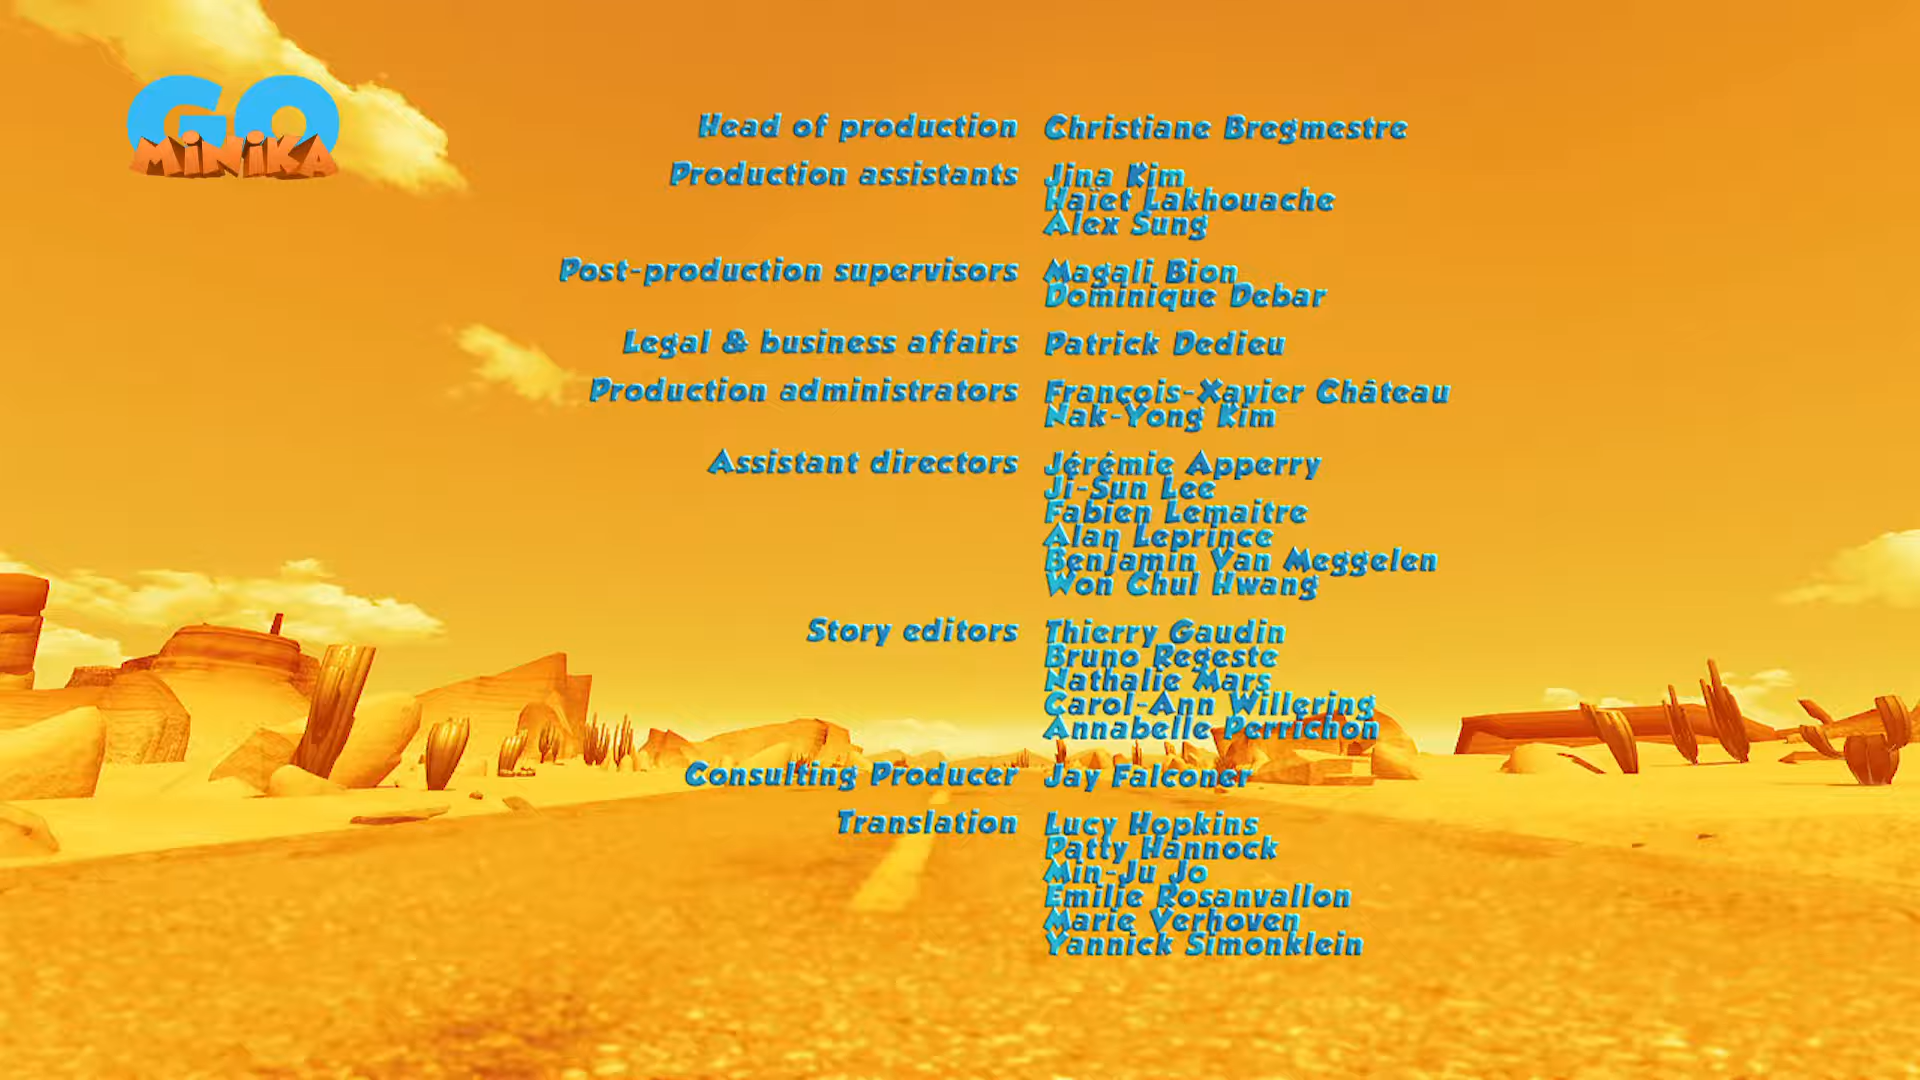 GO
MiNiKA
Head of production Christiane Bregmestre
Production assistants Jina Kim
Haïet Lakhouache
Alex Sung
Post-production supervisors Magali Bion
Dominique Debar
Legal & business affairs Patrick Dedieu
Production administrators François-Xavier Château
Nak-Yong Kim
Assistant directors Jérémie Apperry
Ji-Sun Lee
Fabien Lemaitre
Alan Leprince
Benjamin Van Meggelen
Won Chul Hwang
Story editors Thierry Gaudin
Bruno Regeste
Nathalie Mars
Carol-Ann Willering
Annabelle Perrichon
Consulting Producer Jay Falconer
Translation Lucy Hopkins
Patty Hannock
Min-Ju Jo
Emilie Rosanvallon
Marie Verhoven
Yannick Simonklein